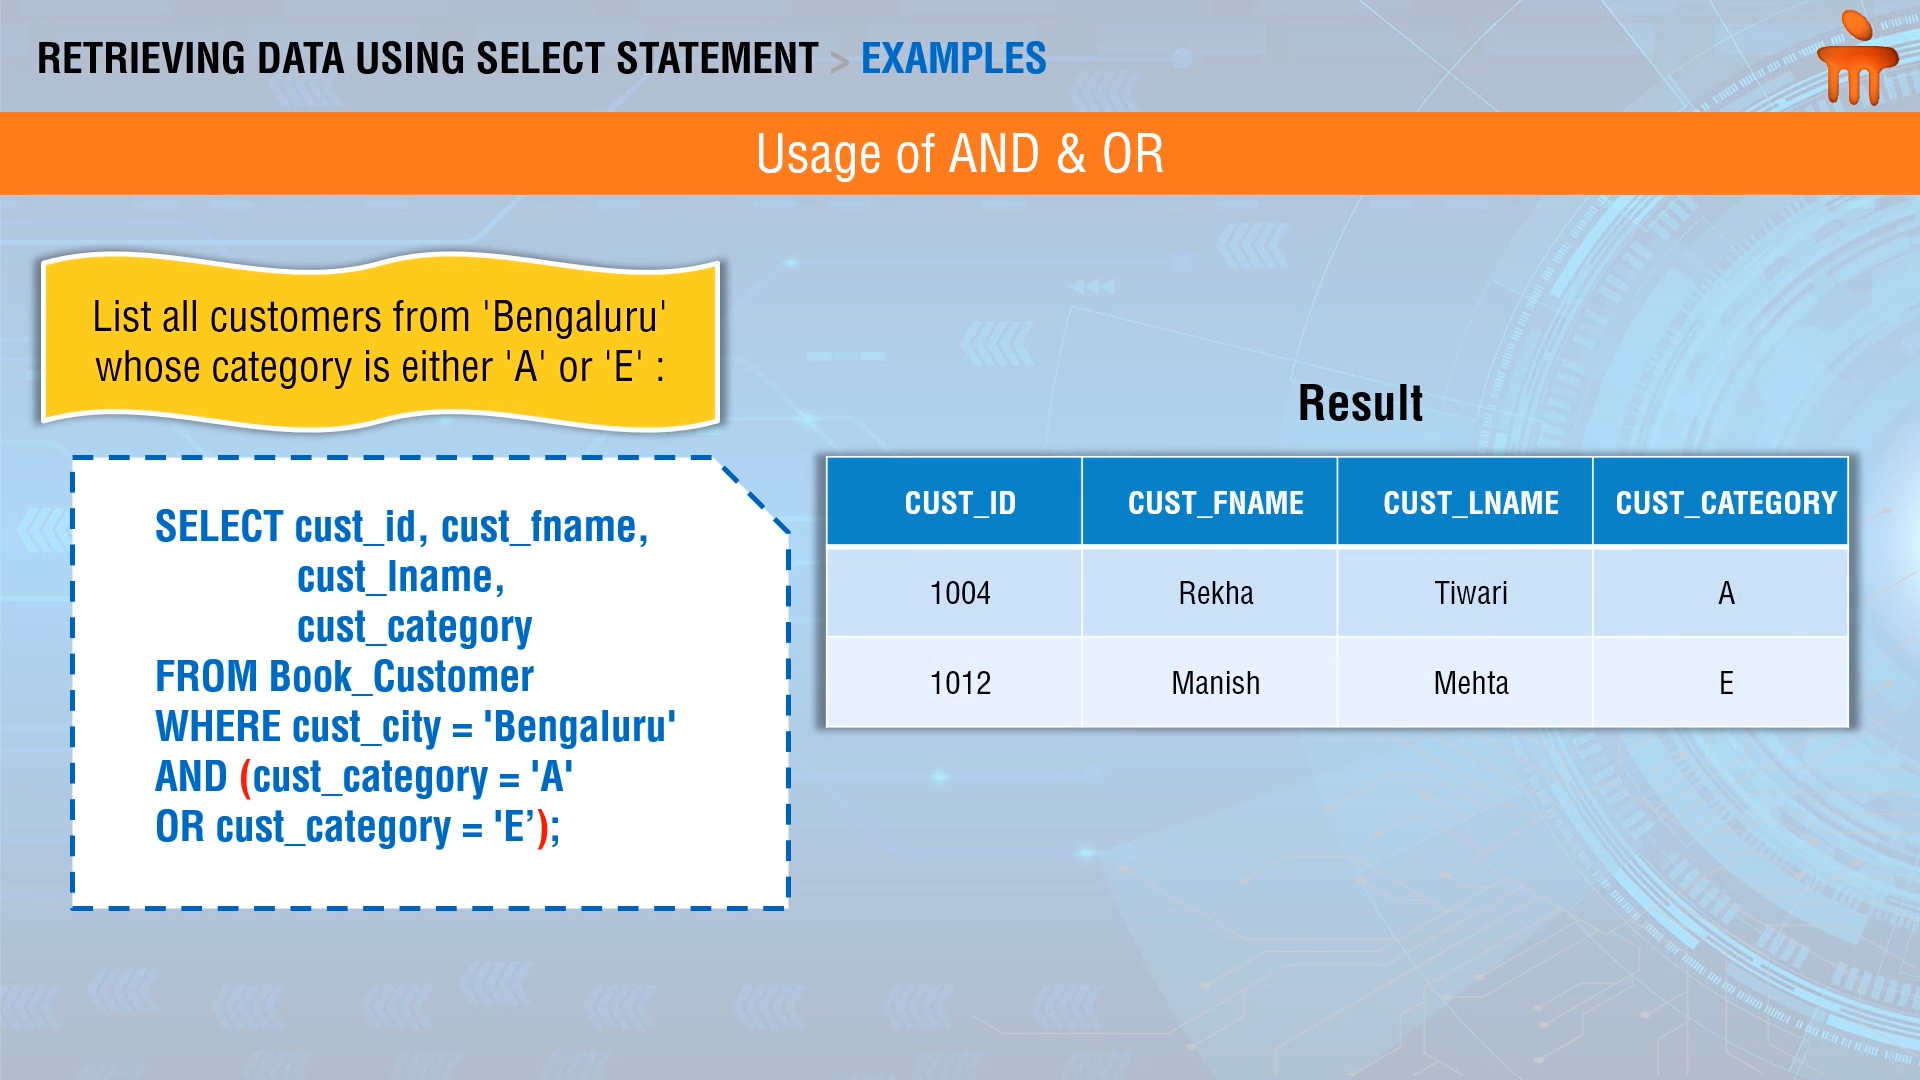 RETRIEVING DATA USING SELECT STATEMENT > EXAMPLES
Usage of AND & OR
List all customers from 'Bengaluru'
whose category is either 'A' or 'E' :
SELECT cust_id, cust_fname,
cust_lname,
cust_category
FROM Book_Customer
WHERE cust_city = 'Bengaluru'
AND (cust_category = 'A'
OR cust_category = 'E’);
Result
CUST_ID CUST_FNAME CUST_LNAME CUST_CATEGORY
1004 Rekha Tiwari A
1012 Manish Mehta E